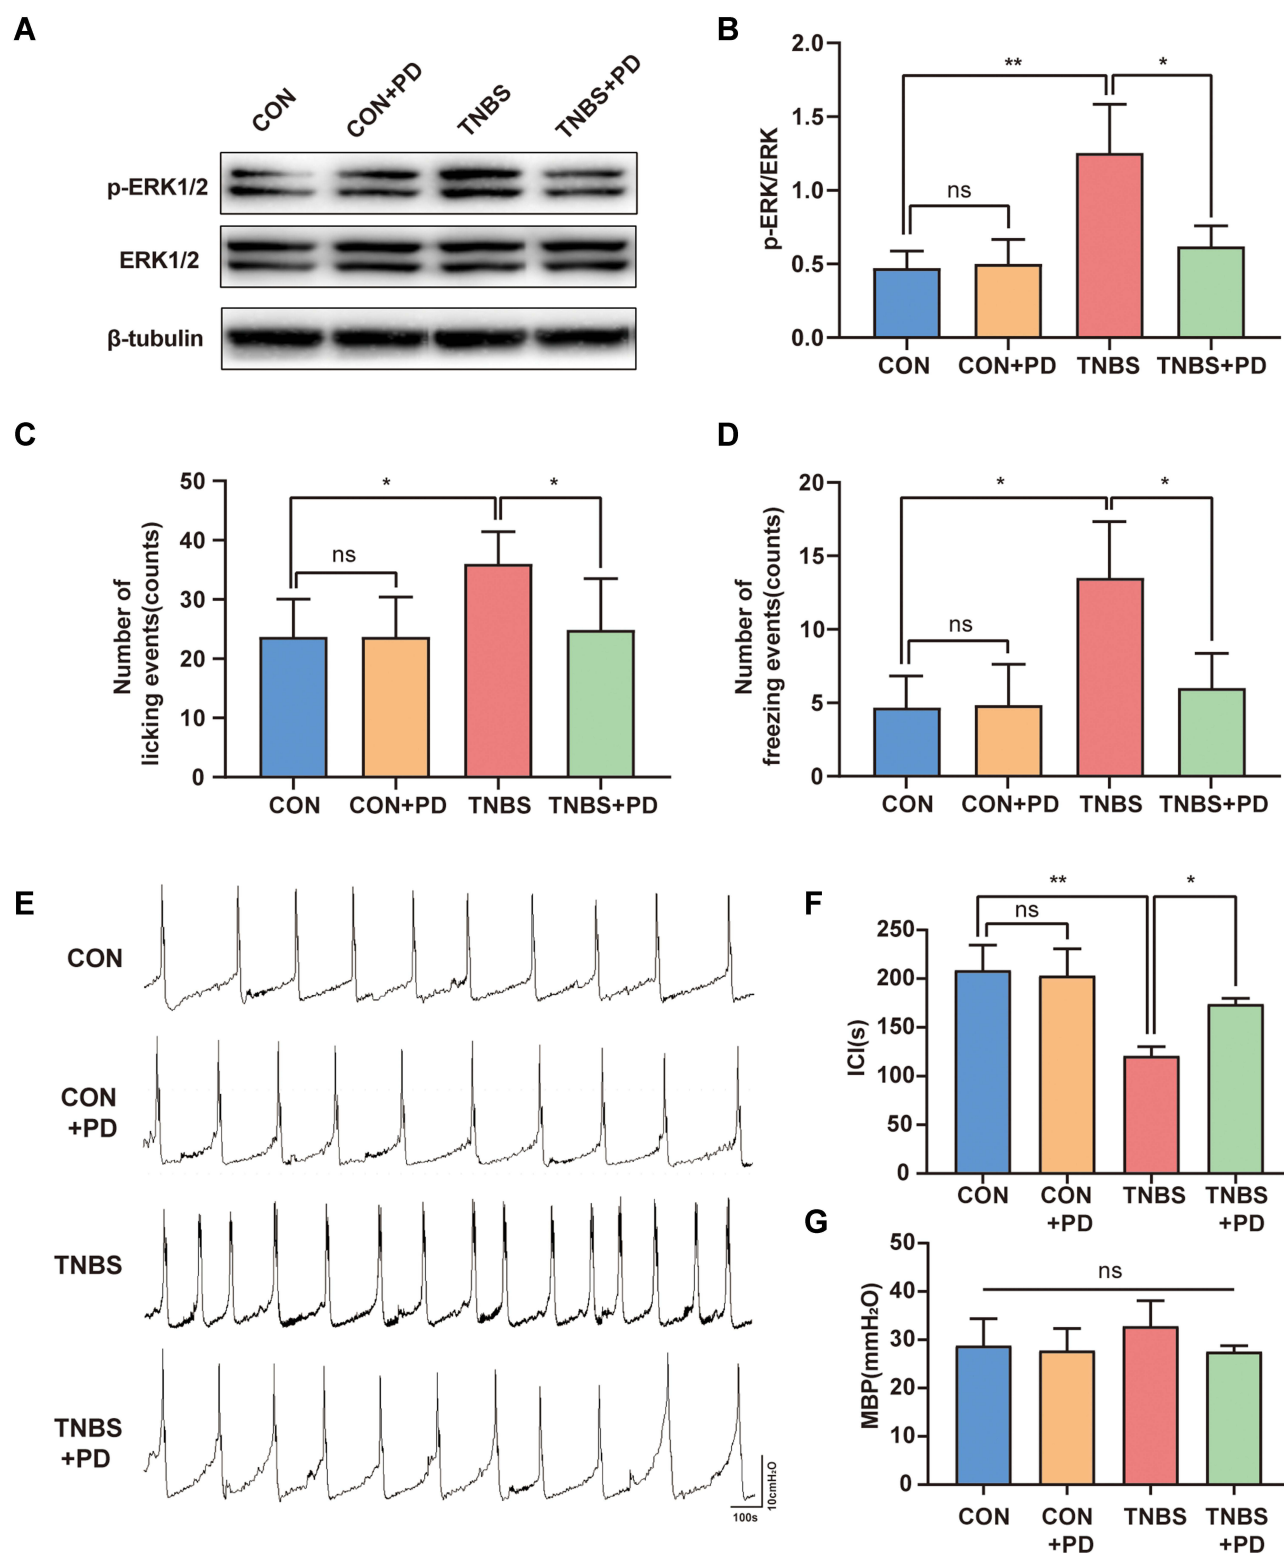 A
CON
CON+PD
TNBS
TNBS+PD
p-ERK1/2
ERK1/2
β-tubulin
B
p-ERK/ERK
2.0
1.5
1.0
0.5
0.0
**
*
ns
CON
CON+PD
TNBS
TNBS+PD
C
Number of
licking events(counts)
50
40
30
20
10
0
*
*
ns
CON
CON+PD
TNBS
TNBS+PD
D
Number of
freezing events(counts)
20
15
10
5
0
*
*
ns
CON
CON+PD
TNBS
TNBS+PD
E
CON
CON
+PD
TNBS
TNBS
+PD
10cmH₂O
100s
F
ICI(s)
250
200
150
100
50
0
**
*
ns
CON
CON
+PD
TNBS
TNBS
+PD
G
MBP(mmH₂O)
50
40
30
20
10
0
ns
CON
CON
+PD
TNBS
TNBS
+PD